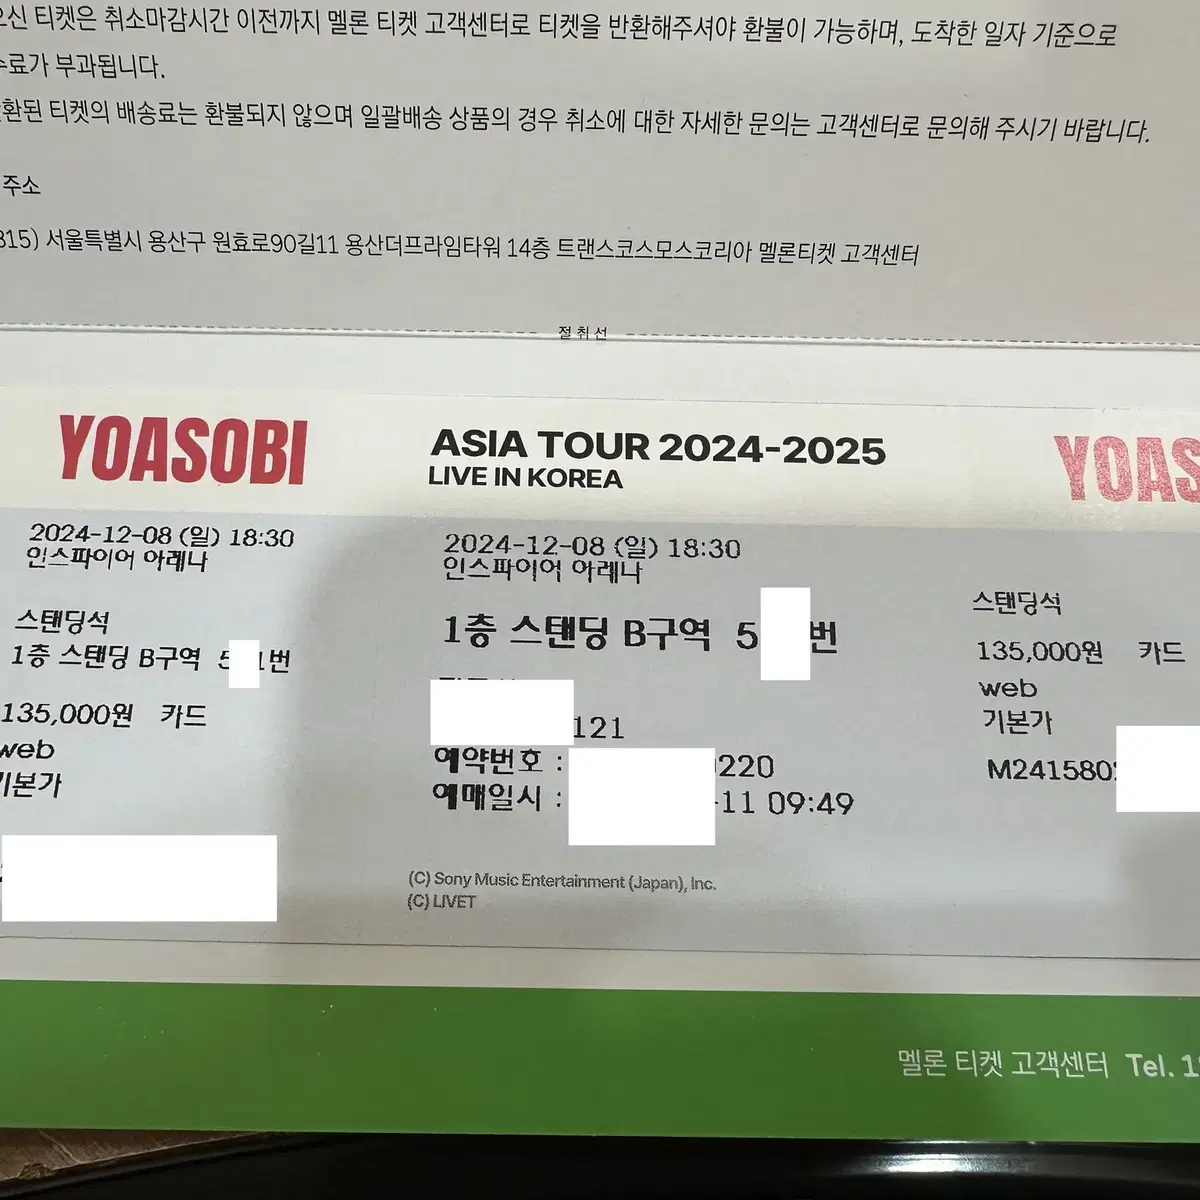 신 티켓은 취소마감시간 이전까지 멜론 티켓 고객센터로 티켓을 반환해주셔야 환불이 가능하며, 도착한 일자 기준으로
수료가 부과됩니다.
환된 티켓의 배송료는 환불되지 않으며 일괄배송 상품의 경우 취소에 대한 자세한 문의는 고객센터로 문의해 주시기 바랍니다.
주소
815) 서울특별시 용산구 원효로90길11 용산더프라임타워 14층 트랜스코스모스코리아 멜론티켓 고객센터
절취선
YOASOBI
2024-12-08 (일) 18:30
인스파이어 아레나
스탠딩석
1층 스탠딩 B구역 5 1번
135,000원 카드
web
기본가
ASIA TOUR 2024-2025
LIVE IN KOREA
2024-12-08 (일) 18:30
인스파이어 아레나
1층 스탠딩 B구역 5 번
121
예약번호 : 220
예매일시 : -11 09:49
(C) Sony Music Entertainment (Japan), Inc.
(C) LIVET
YOAS
스탠딩석
135,000원 카드
web
기본가
M2415802
멜론 티켓 고객센터 Tel. 1